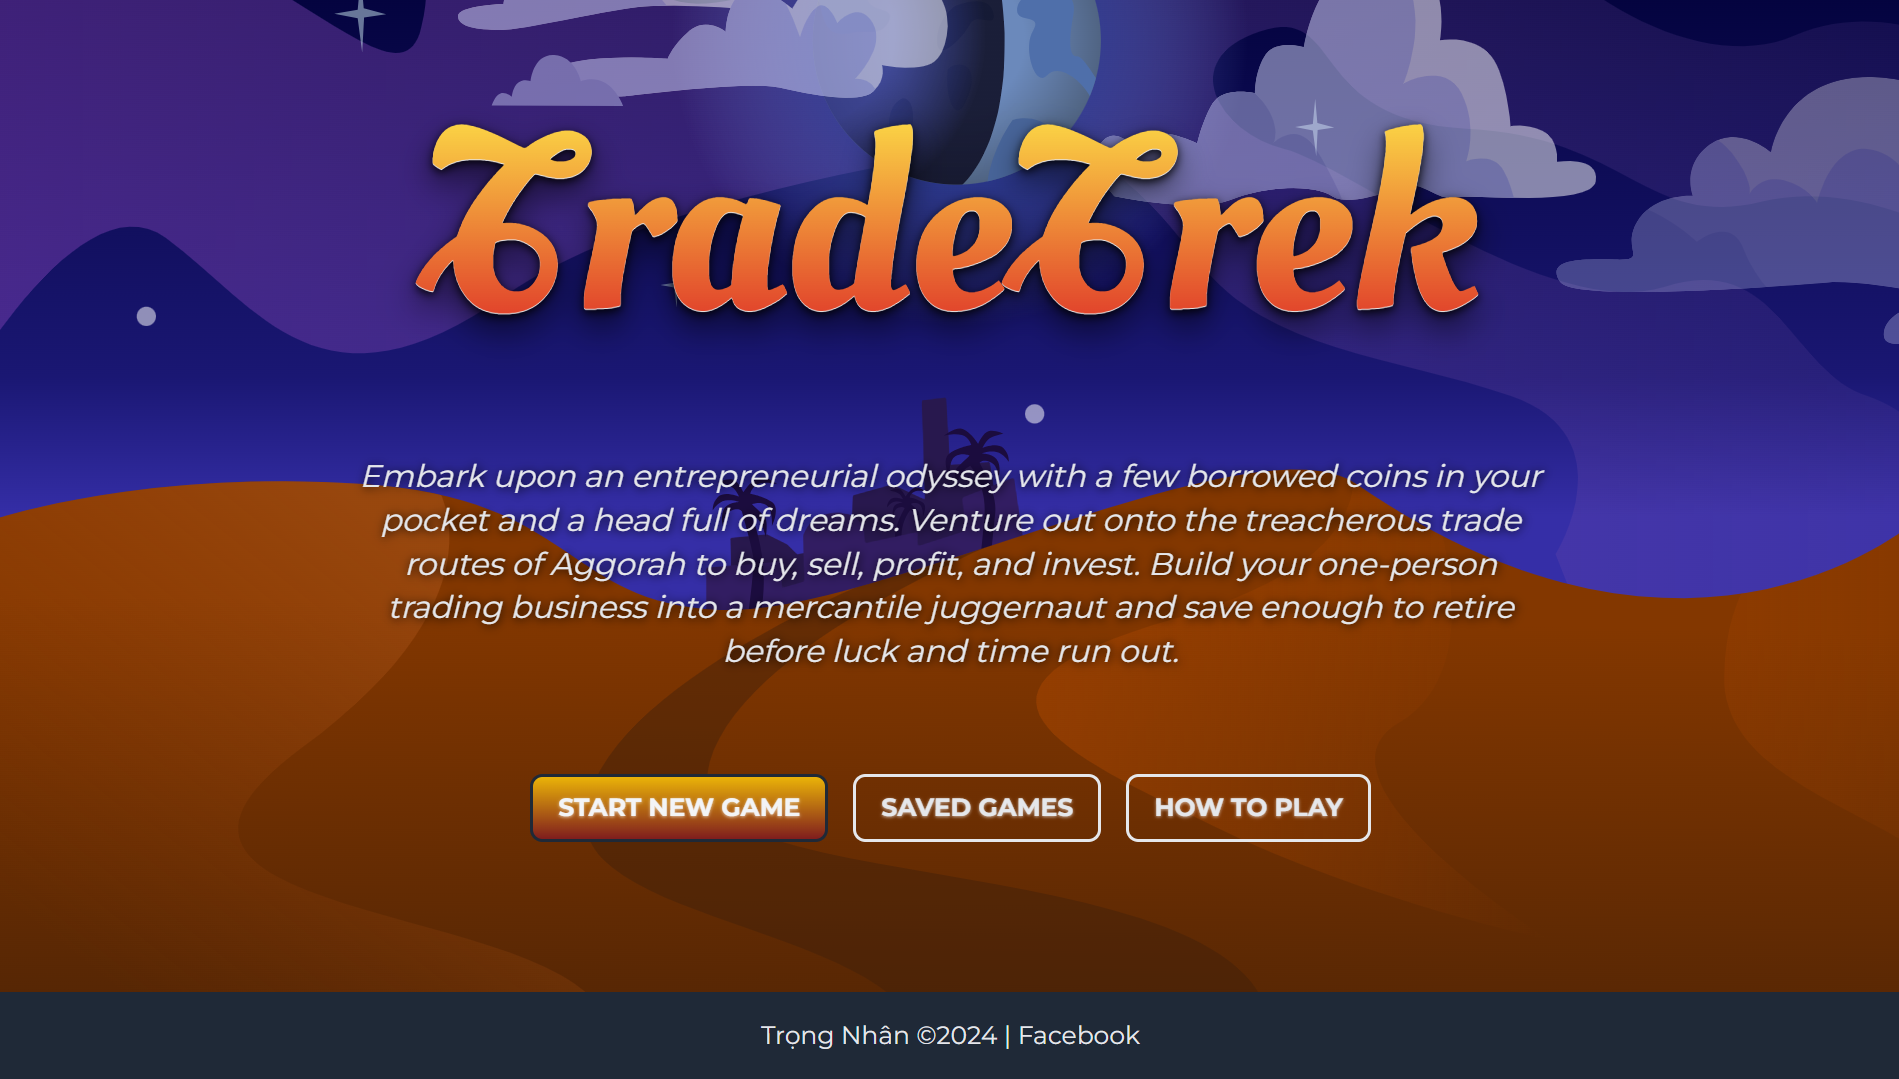 TradeTrek
Embark upon an entrepreneurial odyssey with a few borrowed coins in your
pocket and a head full of dreams. Venture out onto the treacherous trade
routes of Aggorah to buy, sell, profit, and invest. Build your one-person
trading business into a mercantile juggernaut and save enough to retire
before luck and time run out.
START NEW GAME
SAVED GAMES
HOW TO PLAY
Trọng Nhân ©2024 | Facebook